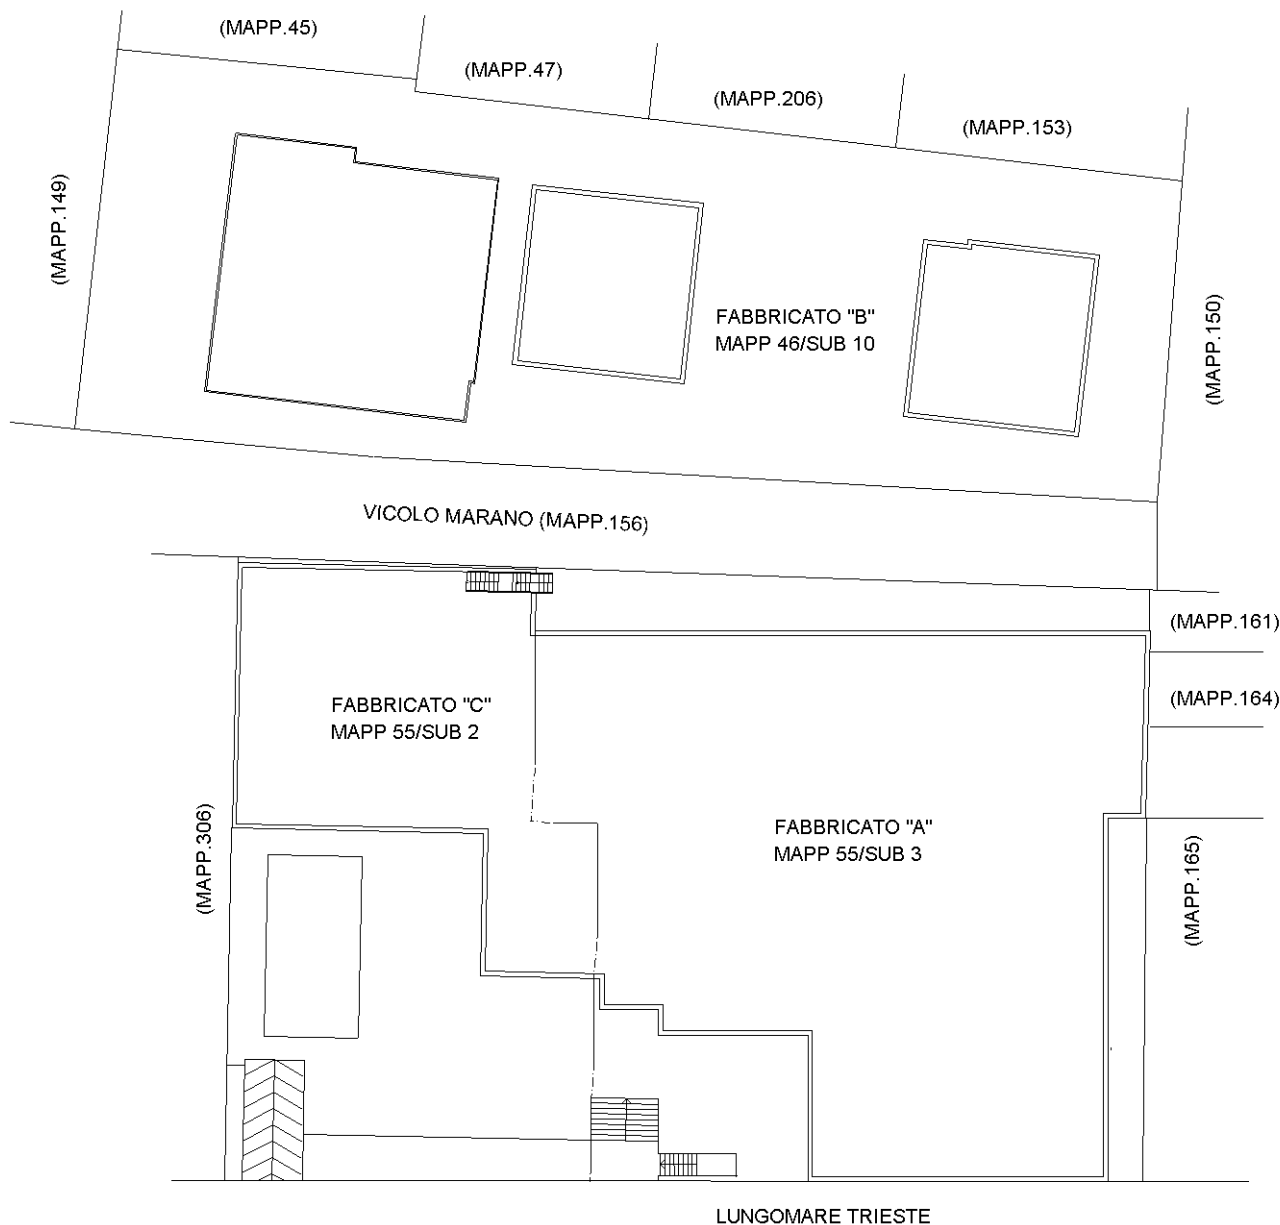 (MAPP.45)
(MAPP.47)
(MAPP.206)
(MAPP.153)
(MAPP.149)
FABBRICATO "B"
MAPP 46/SUB 10
(MAPP.150)
VICOLO MARANO (MAPP.156)
(MAPP.161)
FABBRICATO "C"
MAPP 55/SUB 2
(MAPP.164)
(MAPP.306)
FABBRICATO "A"
MAPP 55/SUB 3
(MAPP.165)
LUNGOMARE TRIESTE